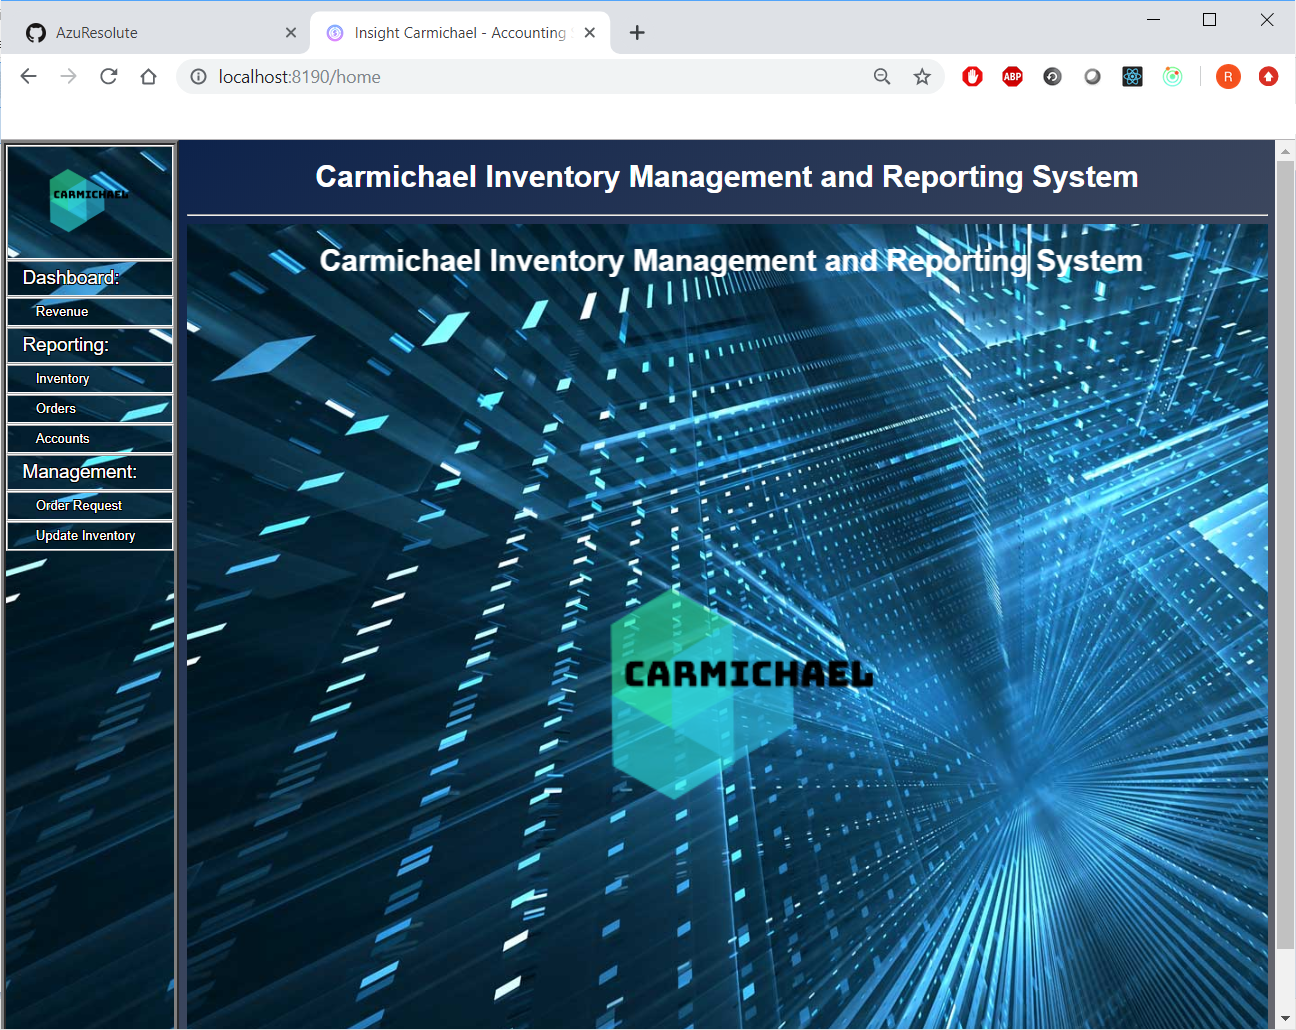 AzuResolute
Insight Carmichael - Accounting
localhost:8190/home
ABP
R
CARMICHAEL
Dashboard:
Revenue
Reporting:
Inventory
Orders
Accounts
Management:
Order Request
Update Inventory
Carmichael Inventory Management and Reporting System
Carmichael Inventory Management and Reporting System
CARMICHAEL